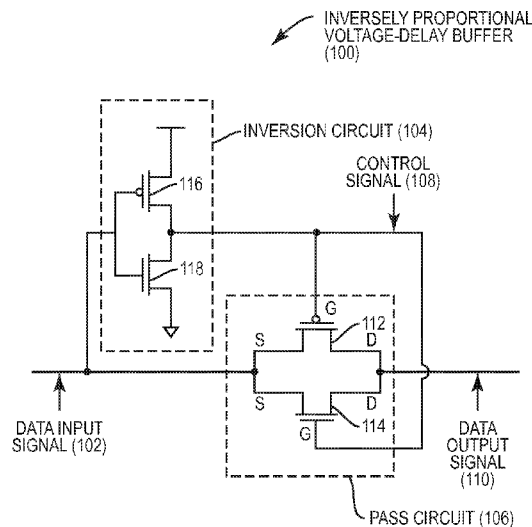 INVERSELY PROPORTIONAL
VOLTAGE-DELAY BUFFER
(100)
INVERSION CIRCUIT (104)
CONTROL
SIGNAL (108)
116
118
G
112
S
D
S
D
114
G
DATA INPUT
SIGNAL (102)
DATA
OUTPUT
SIGNAL
(110)
PASS CIRCUIT (106)